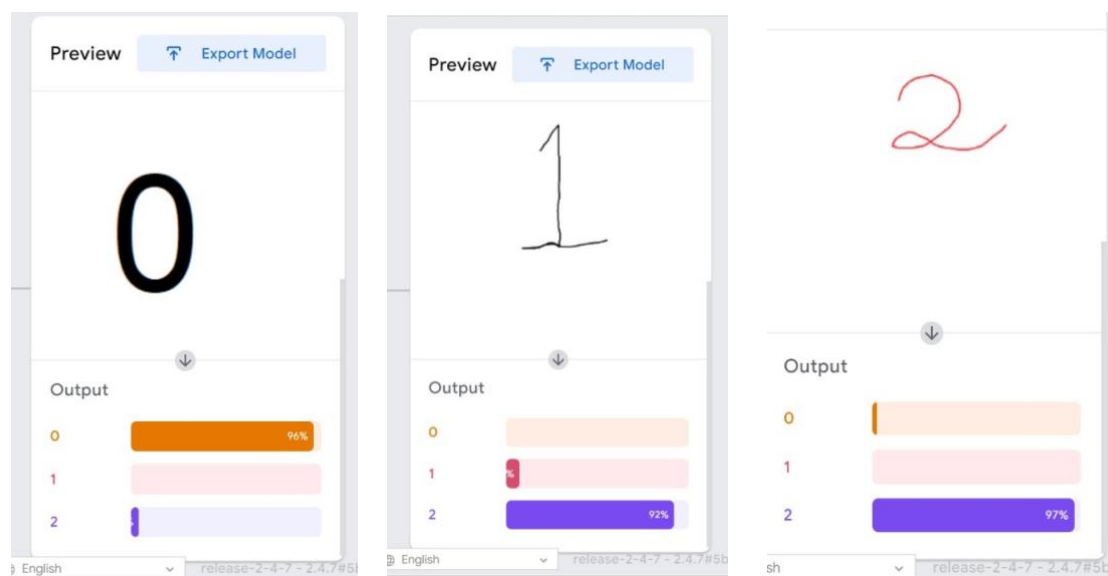 Preview Export Model
0
Output
0 96%
1
2
English
release-2-4-7 - 2.4.7#5b
Preview Export Model
1
Output
0
1 %
2 92%
English
release-2-4-7 - 2.4.7#5b
2
Output
0
1
2 97%
sh
release-2-4-7 - 2.4.7#5b